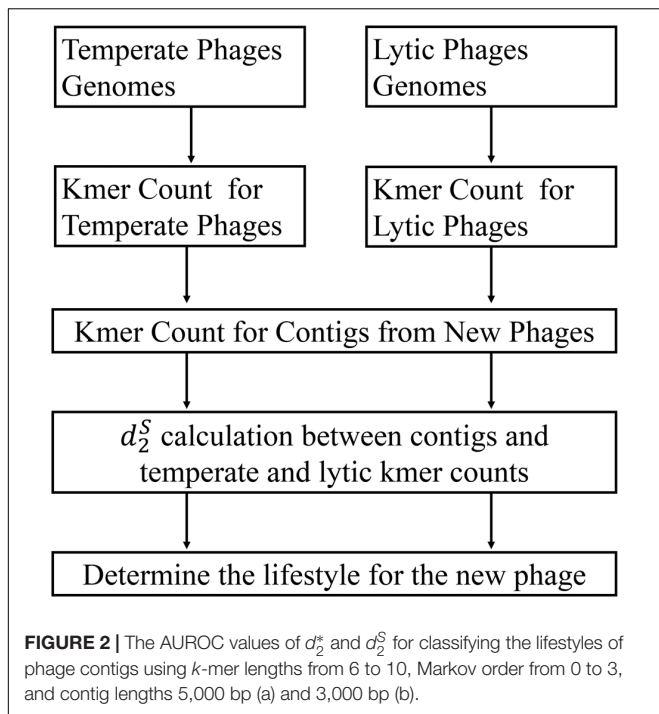 Temperate Phages
Genomes
Lytic Phages
Genomes
Kmer Count for
Temperate Phages
Kmer Count for
Lytic Phages
Kmer Count for Contigs from New Phages
d₂ˢ calculation between contigs and
temperate and lytic kmer counts
Determine the lifestyle for the new phage
FIGURE 2 | The AUROC values of d₂* and d₂ˢ for classifying the lifestyles of
phage contigs using k-mer lengths from 6 to 10, Markov order from 0 to 3,
and contig lengths 5,000 bp (a) and 3,000 bp (b).